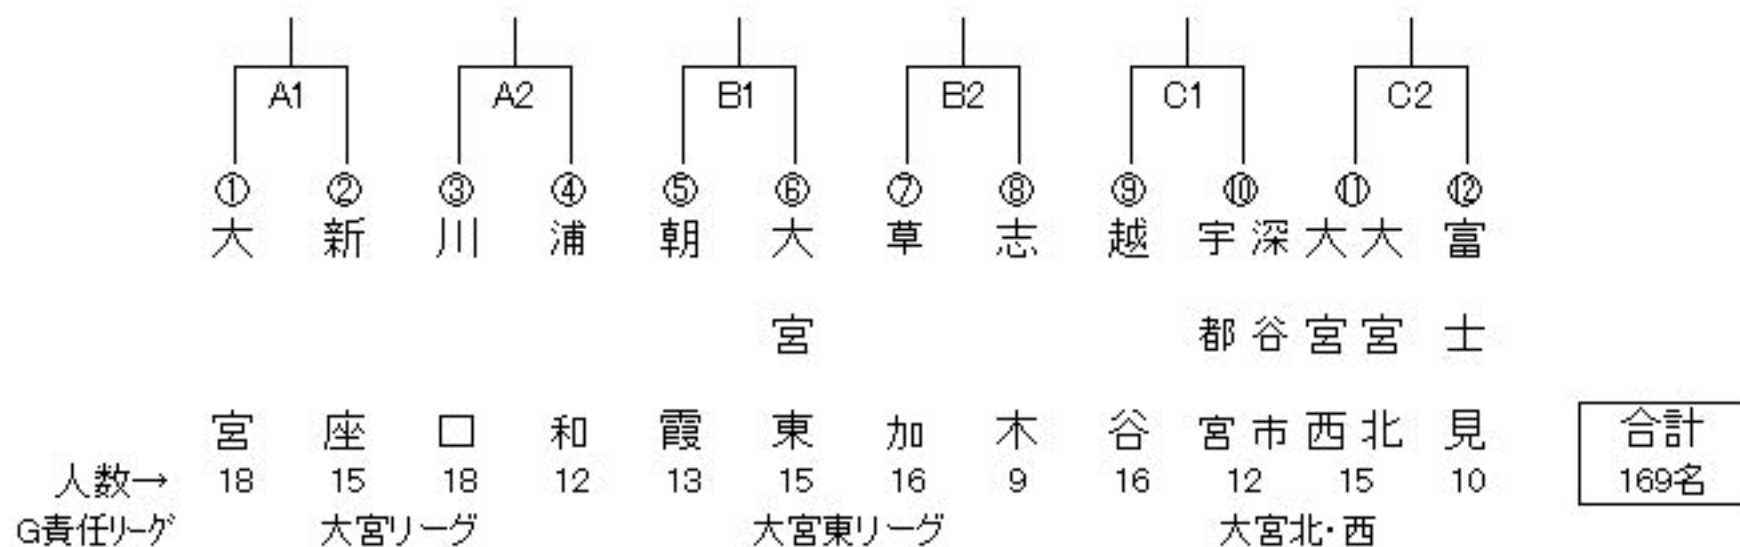 A1 A2 B1 B2 C1 C2
① ② ③ ④ ⑤ ⑥ ⑦ ⑧ ⑨ ⑩ ⑪ ⑫
大宮
新座
川口
浦和
朝霞
大宮東
草加
志木
越谷
宇都宮
深谷市
大宮西
大宮北
富士見
人数→ 18 15 18 12 13 15 16 9 16 12 15 10
合計
169名
G責任リーグ 大宮リーグ 大宮東リーグ 大宮北・西